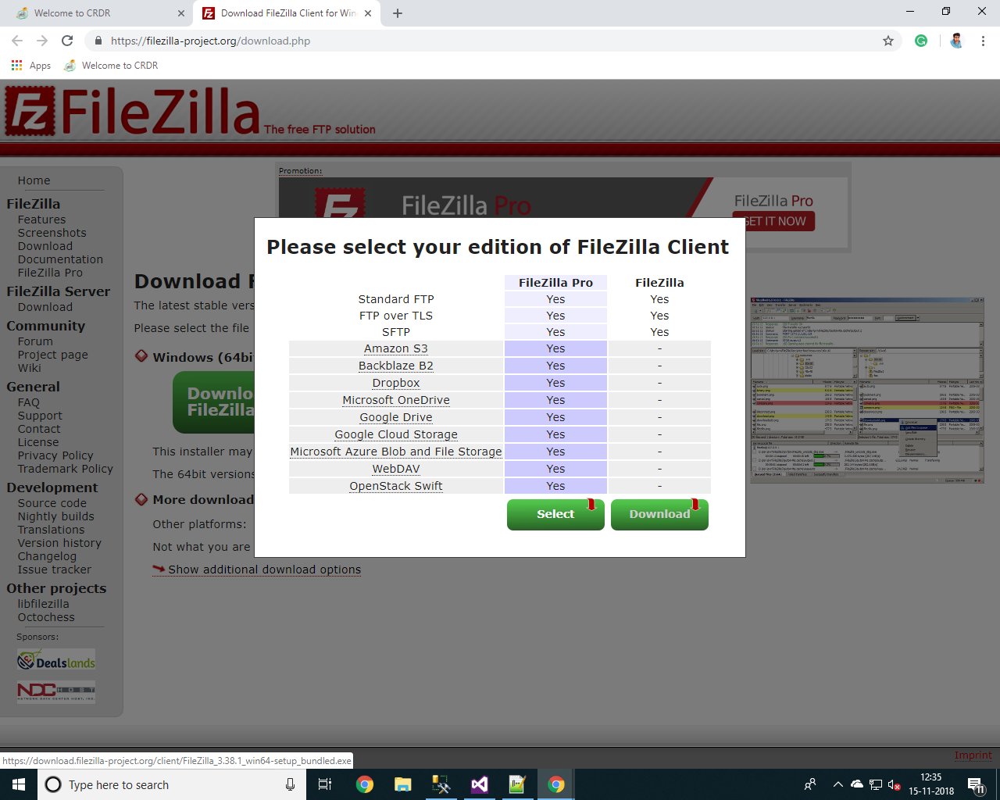 Welcome to CRDR
Download FileZilla Client for Win
https://filezilla-project.org/download.php
Apps
Welcome to CRDR
FileZilla The free FTP solution
Home
FileZilla
Features
Screenshots
Download
Documentation
FileZilla Pro
FileZilla Server
Download
Community
Forum
Project page
Wiki
General
FAQ
Support
Contact
License
Privacy Policy
Trademark Policy
Development
Source code
Nightly builds
Translations
Version history
Changelog
Issue tracker
Other projects
libfilezilla
Octochess
Sponsors:
Dealslands
NDCHOST
Promotion:
FileZilla Pro
FileZilla Pro
GET IT NOW
Download F
The latest stable vers
Please select the file
Windows (64bi
Downlo
FileZilla
This installer may
The 64bit versions
More download
Other platforms:
Not what you are
Show additional download options
Please select your edition of FileZilla Client
FileZilla Pro FileZilla
Standard FTP Yes Yes
FTP over TLS Yes Yes
SFTP Yes Yes
Amazon S3 Yes -
Backblaze B2 Yes -
Dropbox Yes -
Microsoft OneDrive Yes -
Google Drive Yes -
Google Cloud Storage Yes -
Microsoft Azure Blob and File Storage Yes -
WebDAV Yes -
OpenStack Swift Yes -
Select Download
Imprint
https://download.filezilla-project.org/client/FileZilla_3.38.1_win64-setup_bundled.exe
Type here to search
12:35
15-11-2018
11